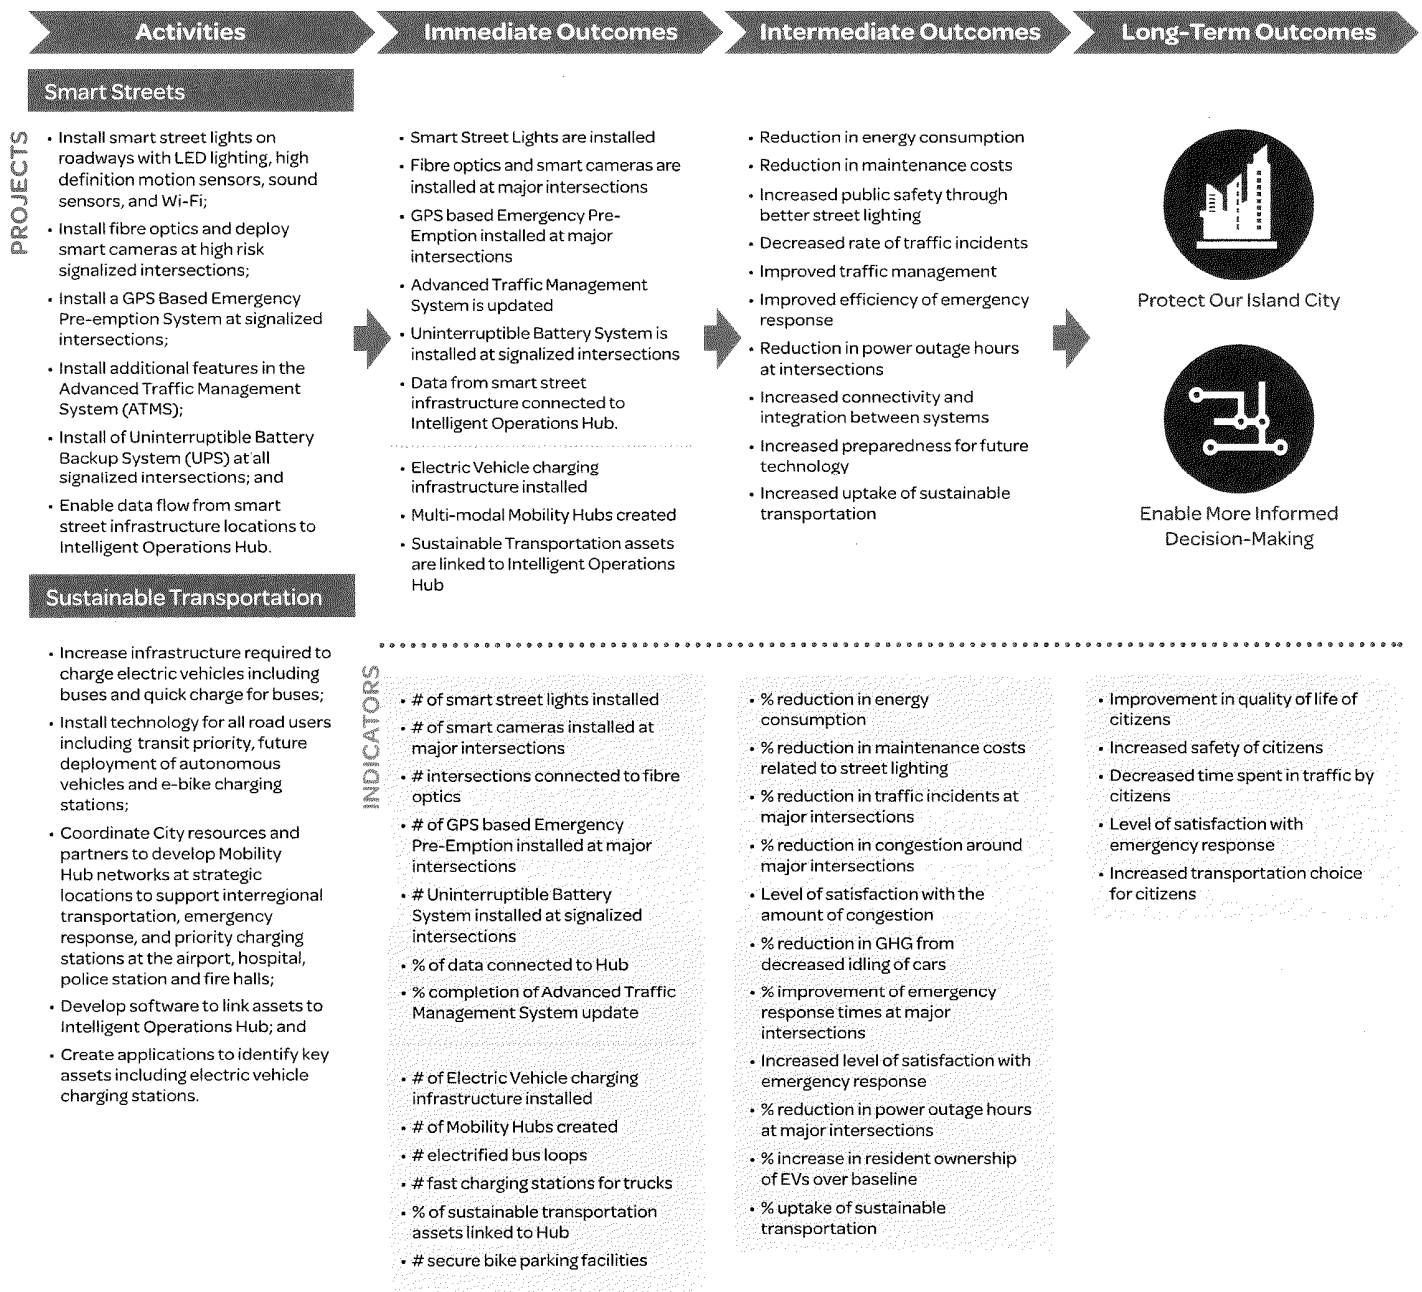 Activities
Immediate Outcomes
Intermediate Outcomes
Long-Term Outcomes
PROJECTS
Smart Streets
• Install smart street lights on
roadways with LED lighting, high
definition motion sensors, sound
sensors, and Wi-Fi;
• Install fibre optics and deploy
smart cameras at high risk
signalized intersections;
• Install a GPS Based Emergency
Pre-emption System at signalized
intersections;
• Install additional features in the
Advanced Traffic Management
System (ATMS);
• Install of Uninterruptible Battery
Backup System (UPS) at all
signalized intersections; and
• Enable data flow from smart
street infrastructure locations to
Intelligent Operations Hub.
Sustainable Transportation
• Increase infrastructure required to
charge electric vehicles including
buses and quick charge for buses;
• Install technology for all road users
including transit priority, future
deployment of autonomous
vehicles and e-bike charging
stations;
• Coordinate City resources and
partners to develop Mobility
Hub networks at strategic
locations to support interregional
transportation, emergency
response, and priority charging
stations at the airport, hospital,
police station and fire halls;
• Develop software to link assets to
Intelligent Operations Hub; and
• Create applications to identify key
assets including electric vehicle
charging stations.
• Smart Street Lights are installed
• Fibre optics and smart cameras are
installed at major intersections
• GPS based Emergency Pre-
Emption installed at major
intersections
• Advanced Traffic Management
System is updated
• Uninterruptible Battery System is
installed at signalized intersections
• Data from smart street
infrastructure connected to
Intelligent Operations Hub.
• Electric Vehicle charging
infrastructure installed
• Multi-modal Mobility Hubs created
• Sustainable Transportation assets
are linked to Intelligent Operations
Hub
• Reduction in energy consumption
• Reduction in maintenance costs
• Increased public safety through
better street lighting
• Decreased rate of traffic incidents
• Improved traffic management
• Improved efficiency of emergency
response
• Reduction in power outage hours
at intersections
• Increased connectivity and
integration between systems
• Increased preparedness for future
technology
• Increased uptake of sustainable
transportation
Protect Our Island City
Enable More Informed
Decision-Making
INDICATORS
• # of smart street lights installed
• # of smart cameras installed at
major intersections
• # intersections connected to fibre
optics
• # of GPS based Emergency
Pre-Emption installed at major
intersections
• # Uninterruptible Battery
System installed at signalized
intersections
• % of data connected to Hub
• % completion of Advanced Traffic
Management System update
• # of Electric Vehicle charging
infrastructure installed
• # of Mobility Hubs created
• # electrified bus loops
• # fast charging stations for trucks
• % of sustainable transportation
assets linked to Hub
• # secure bike parking facilities
• % reduction in energy
consumption
• % reduction in maintenance costs
related to street lighting
• % reduction in traffic incidents at
major intersections
• % reduction in congestion around
major intersections
• Level of satisfaction with the
amount of congestion
• % reduction in GHG from
decreased idling of cars
• % improvement of emergency
response times at major
intersections
• Increased level of satisfaction with
emergency response
• % reduction in power outage hours
at major intersections
• % increase in resident ownership
of EVs over baseline
• % uptake of sustainable
transportation
• Improvement in quality of life of
citizens
• Increased safety of citizens
• Decreased time spent in traffic by
citizens
• Level of satisfaction with
emergency response
• Increased transportation choice
for citizens